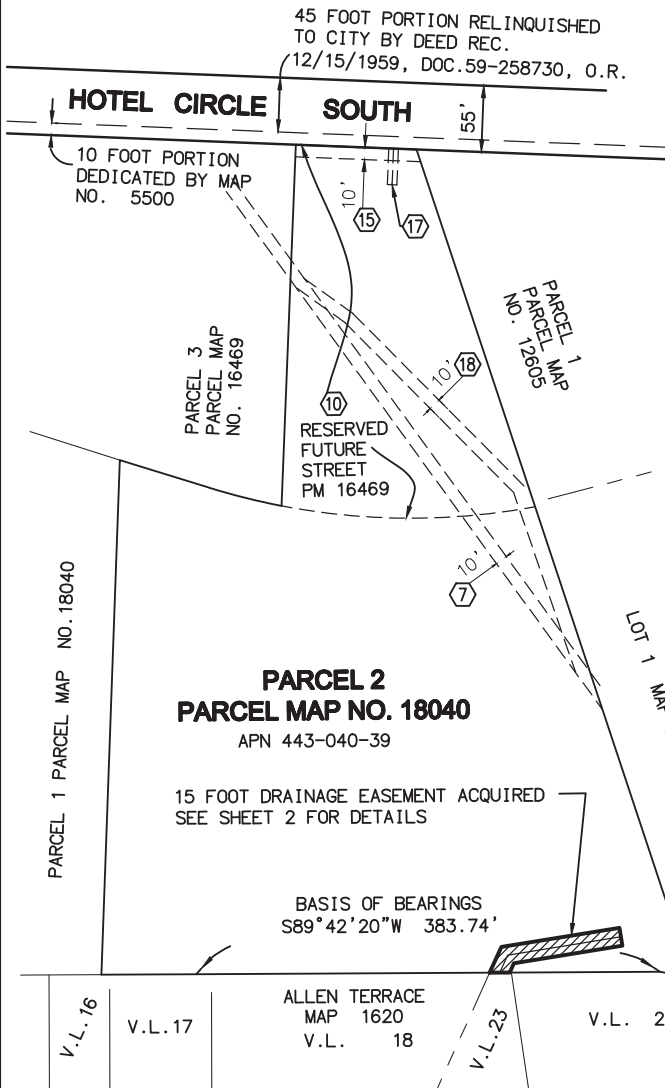 45 FOOT PORTION RELINQUISHED
TO CITY BY DEED REC.
12/15/1959, DOC.59-258730, O.R.
HOTEL CIRCLE SOUTH
55'
10 FOOT PORTION
DEDICATED BY MAP
NO. 5500
10'
15
17
PARCEL 1
PARCEL MAP
NO. 12605
PARCEL 3
PARCEL MAP
NO. 16469
10'
18
10
RESERVED
FUTURE
STREET
PM 16469
10'
7
PARCEL 1 PARCEL MAP NO.18040
LOT 1 MAP
PARCEL 2
PARCEL MAP NO. 18040
APN 443-040-39
15 FOOT DRAINAGE EASEMENT ACQUIRED
SEE SHEET 2 FOR DETAILS
BASIS OF BEARINGS
S89°42'20"W 383.74'
V.L.16
V.L.17
ALLEN TERRACE
MAP 1620
V.L. 18
V.L.23
V.L. 2